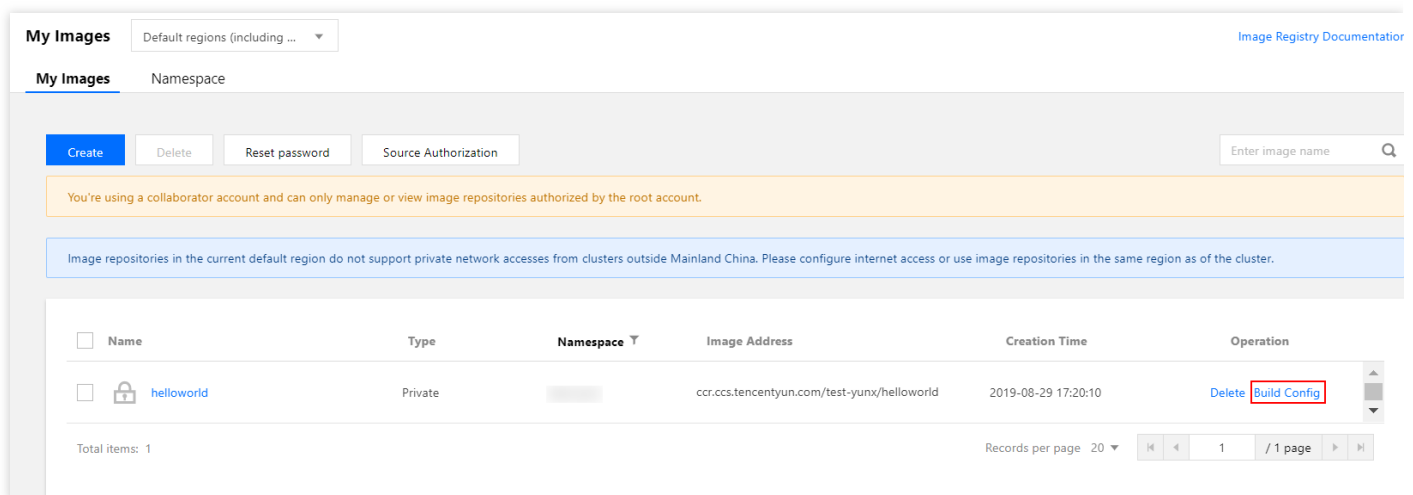 My Images Default regions (including ... Image Registry Documentation
My Images Namespace
Create Delete Reset password Source Authorization Enter image name
You're using a collaborator account and can only manage or view image repositories authorized by the root account.
Image repositories in the current default region do not support private network accesses from clusters outside Mainland China. Please configure internet access or use image repositories in the same region as of the cluster.
Name Type Namespace Image Address Creation Time Operation
helloworld Private ccr.ccs.tencentyun.com/test-yunx/helloworld 2019-08-29 17:20:10 Delete Build Config
Total items: 1 Records per page 20 1 / 1 page